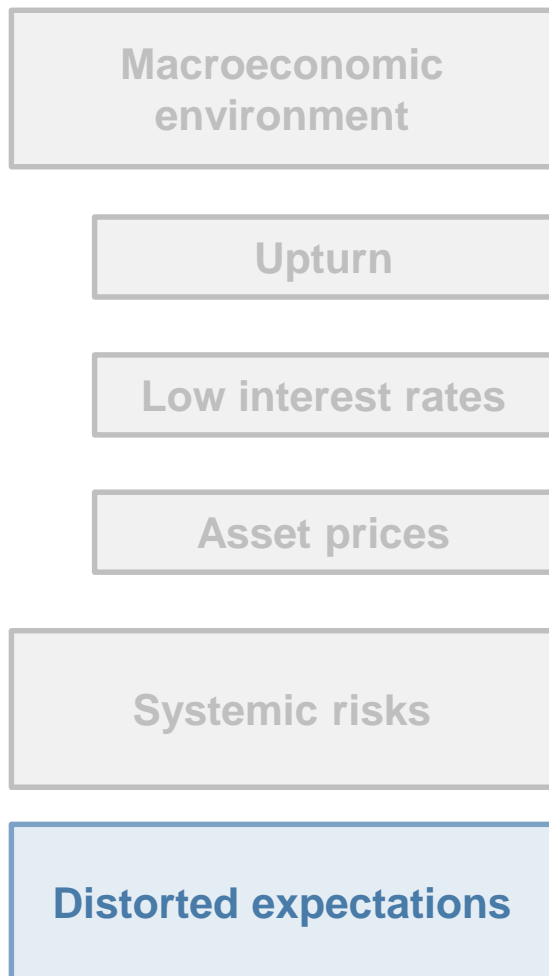 Macroeconomic
environment
Upturn
Low interest rates
Asset prices
Systemic risks
Distorted expectations